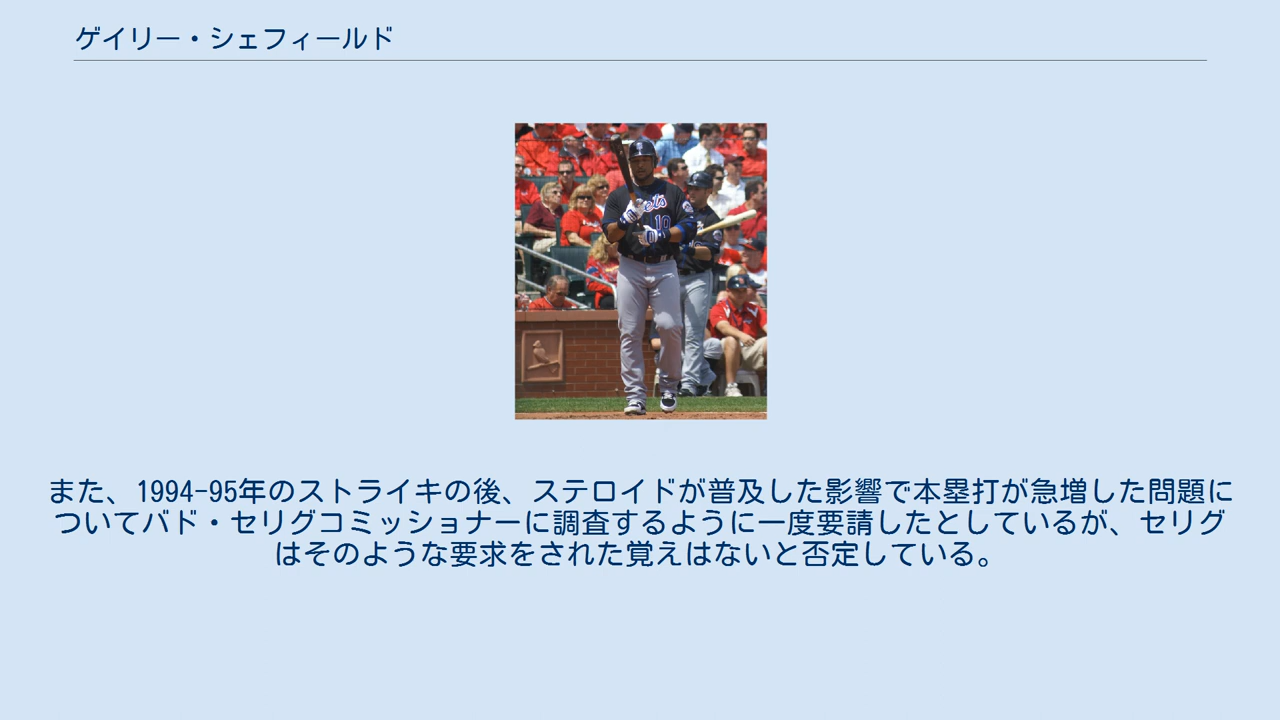 ゲイリー・シェフィールド
ets
10
また、1994-95年のストライキの後、ステロイドが普及した影響で本塁打が急増した問題に
ついてバド・セリグコミッショナーに調査するように一度要請したとしているが、セリグ
はそのような要求をされた覚えはないと否定している。